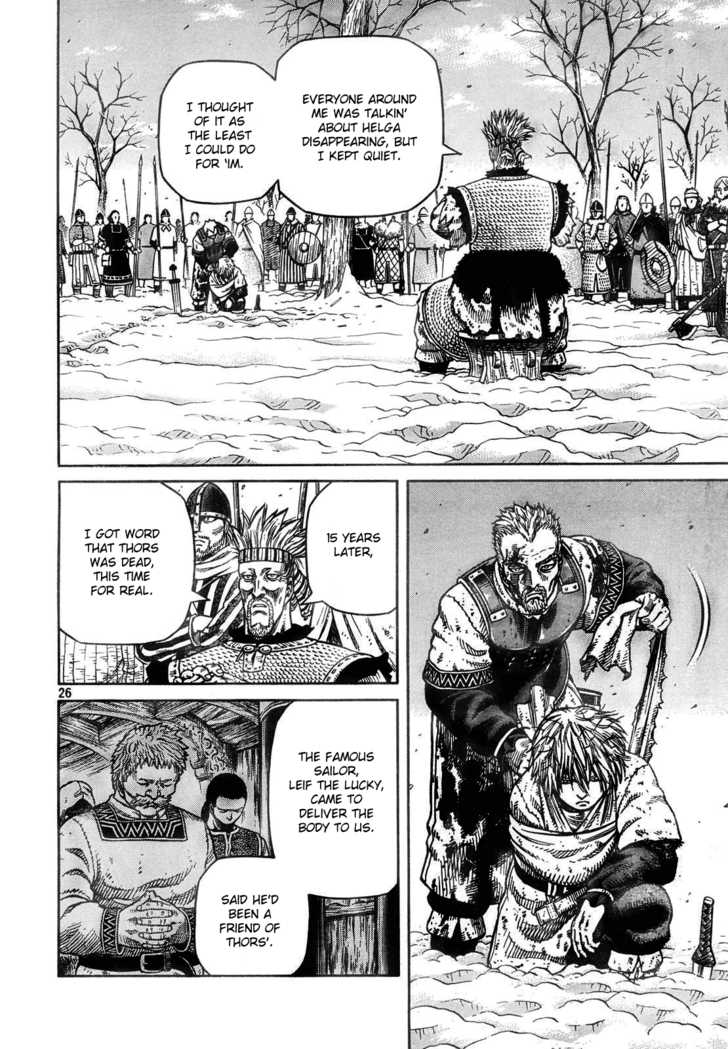 EVERYONE AROUND
ME WAS TALKIN'
ABOUT HELGA
DISAPPEARING, BUT
I KEPT QUIET.
I THOUGHT
OF IT AS
THE LEAST
I COULD DO
FOR 'IM.
15 YEARS
LATER,
I GOT WORD
THAT THORS
WAS DEAD,
THIS TIME
FOR REAL.
26
THE FAMOUS
SAILOR,
LEIF THE LUCKY,
CAME TO
DELIVER THE
BODY TO US.
SAID HE'D
BEEN A
FRIEND OF
THORS'.